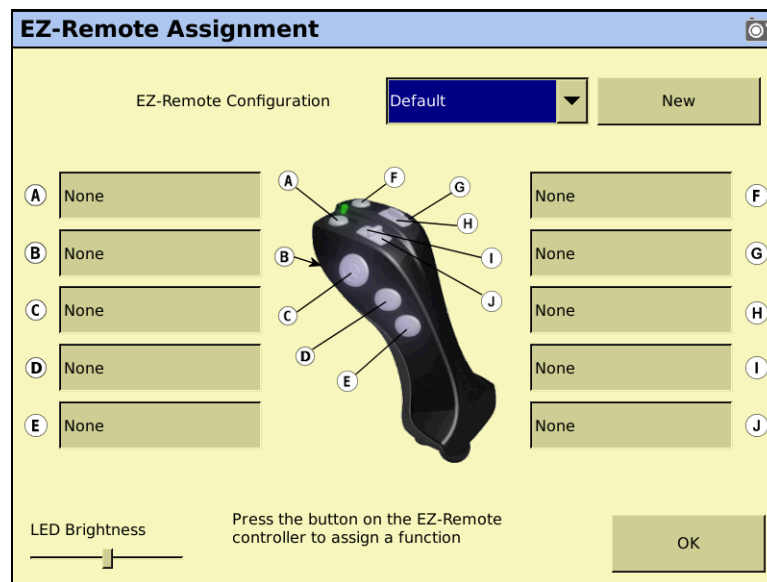 EZ-Remote Assignment
EZ-Remote Configuration Default New
A None A F None F
B None G None G
C None H None H
D None B I None I
E None C J None J
D
E
LED Brightness
Press the button on the EZ-Remote
controller to assign a function
OK